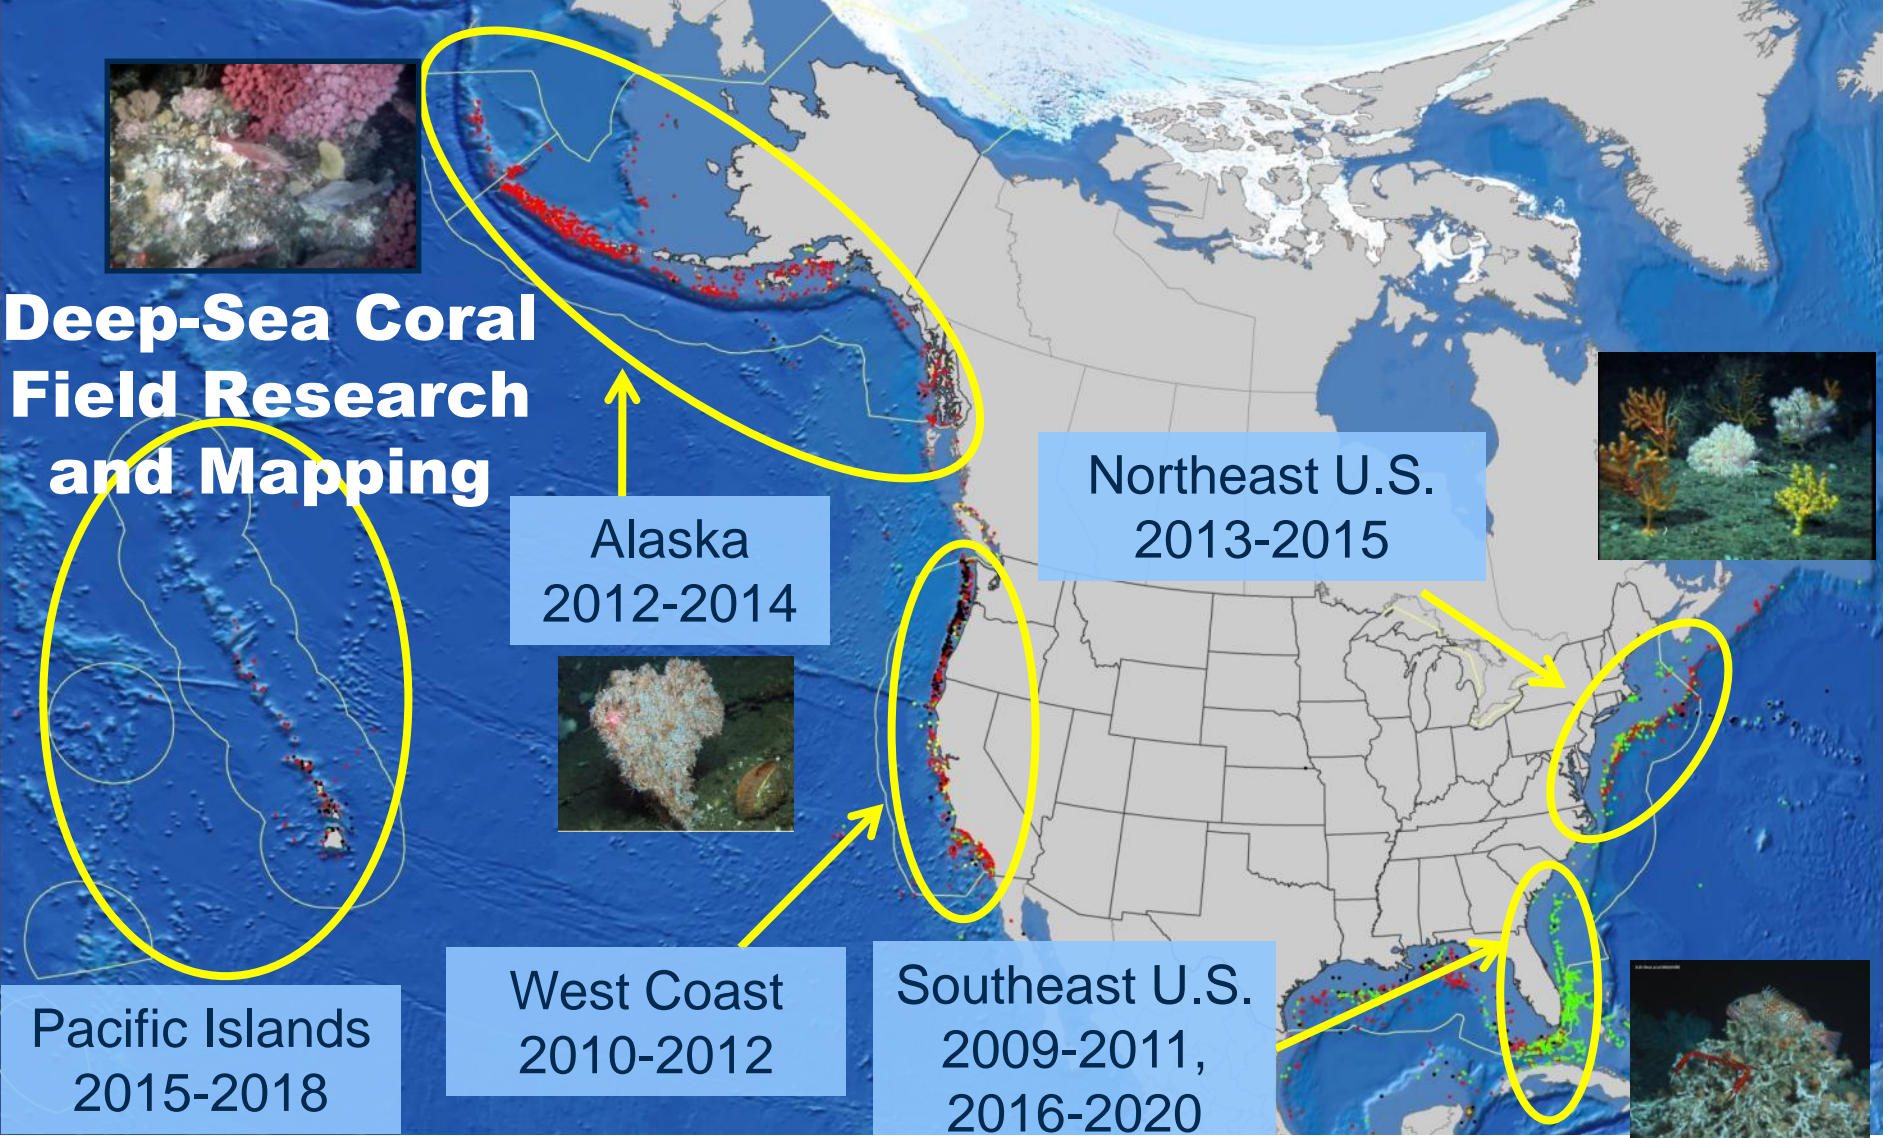 Deep-Sea Coral
Field Research
and Mapping
Alaska
2012-2014
Northeast U.S.
2013-2015
West Coast
2010-2012
Southeast U.S.
2009-2011,
2016-2020
Pacific Islands
2015-2018